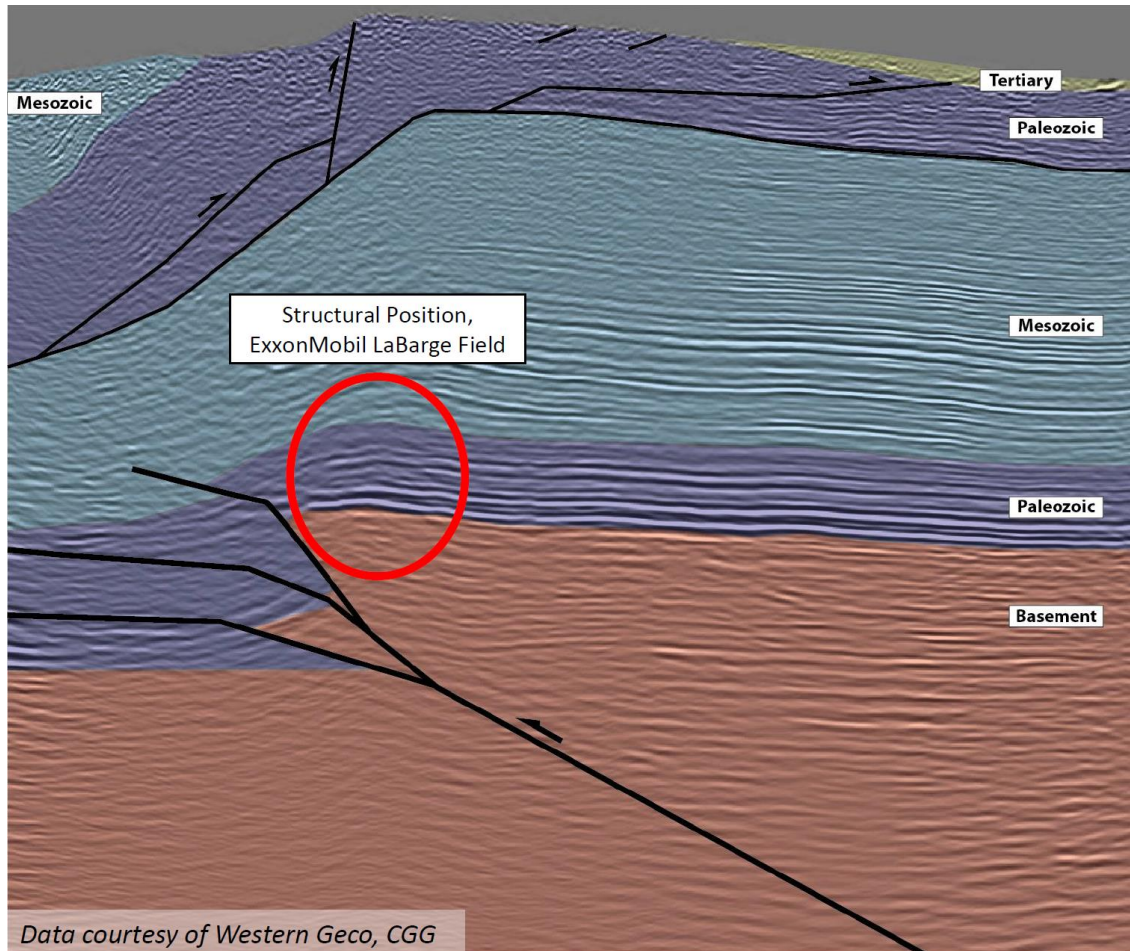 Mesozoic
Tertiary
Paleozoic
Structural Position,
ExxonMobil LaBarge Field
Mesozoic
Paleozoic
Basement
Data courtesy of Western Geco, CGG